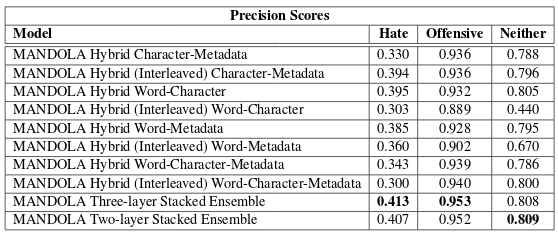 Precision Scores
Model Hate Offensive Neither
MANDOLA Hybrid Character-Metadata 0.330 0.936 0.788
MANDOLA Hybrid (Interleaved) Character-Metadata 0.394 0.936 0.796
MANDOLA Hybrid Word-Character 0.395 0.932 0.805
MANDOLA Hybrid (Interleaved) Word-Character 0.303 0.889 0.440
MANDOLA Hybrid Word-Metadata 0.385 0.928 0.795
MANDOLA Hybrid (Interleaved) Word-Metadata 0.360 0.902 0.670
MANDOLA Hybrid Word-Character-Metadata 0.343 0.939 0.786
MANDOLA Hybrid (Interleaved) Word-Character-Metadata 0.300 0.940 0.800
MANDOLA Three-layer Stacked Ensemble 0.413 0.953 0.808
MANDOLA Two-layer Stacked Ensemble 0.407 0.952 0.809